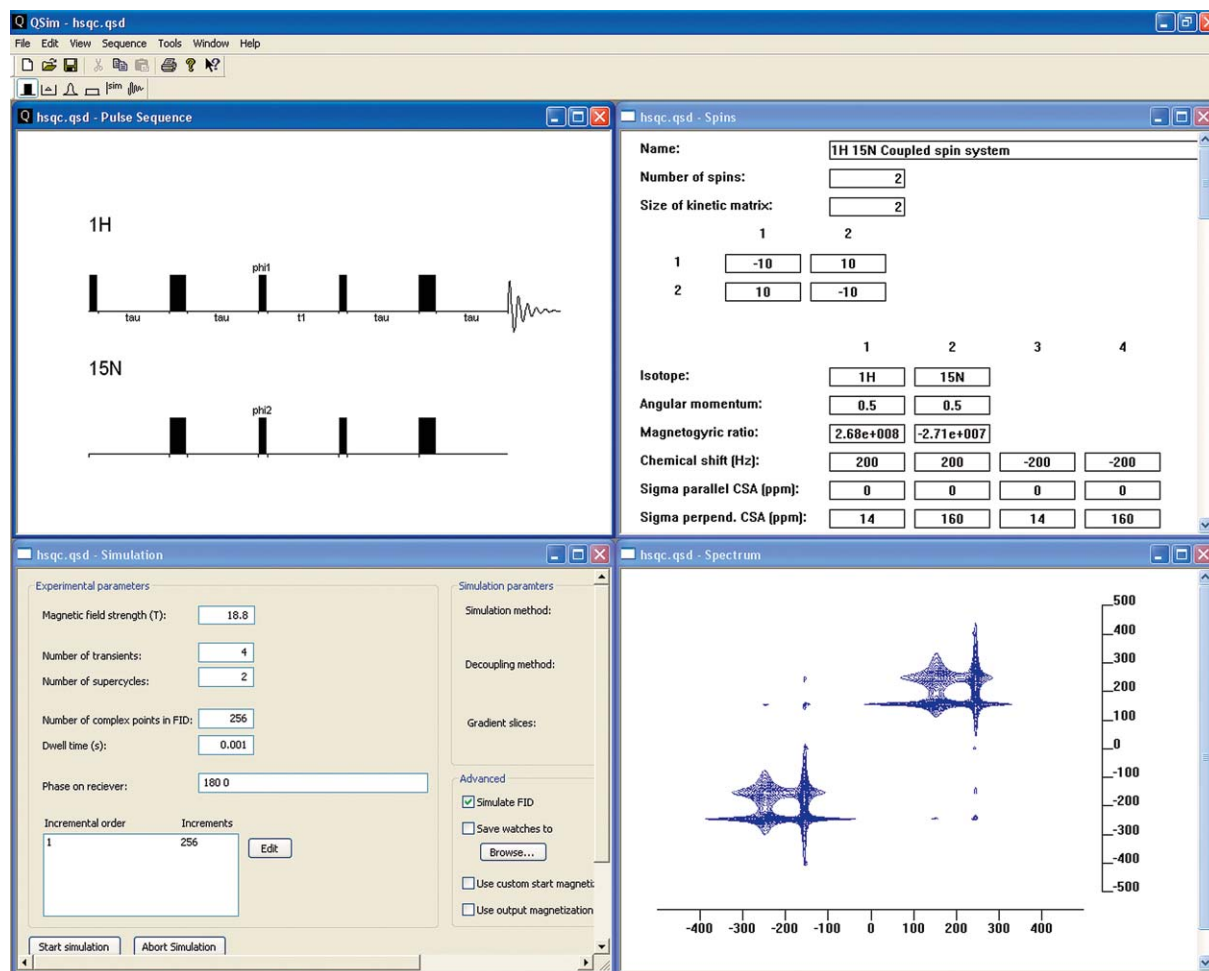 QSim - hsqc.qsd
File Edit View Sequence Tools Window Help
sim
hsqc.qsd - Pulse Sequence
1H
phi1
tau tau t1 tau tau
15N
phi2
hsqc.qsd - Spins
Name: 1H 15N Coupled spin system
Number of spins: 2
Size of kinetic matrix: 2
1 2
1 -10 10
2 10 -10
1 2 3 4
Isotope: 1H 15N
Angular momentum: 0.5 0.5
Magnetogyric ratio: 2.68e+008 -2.71e+007
Chemical shift (Hz): 200 200 -200 -200
Sigma parallel CSA (ppm): 0 0 0 0
Sigma perpend. CSA (ppm): 14 160 14 160
hsqc.qsd - Simulation
Experimental parameters
Magnetic field strength (T): 18.8
Number of transients: 4
Number of supercycles: 2
Number of complex points in FID: 256
Dwell time (s): 0.001
Phase on reciever: 180 0
Incremental order Increments
1 256
Edit
Start simulation Abort Simulation
Simulation paramters
Simulation method:
Decoupling method:
Gradient slices:
Advanced
Simulate FID
Save watches to
Browse...
Use custom start magneti
Use output magnetization
hsqc.qsd - Spectrum
500
400
300
200
100
0
-100
-200
-300
-400
-500
-400 -300 -200 -100 0 100 200 300 400